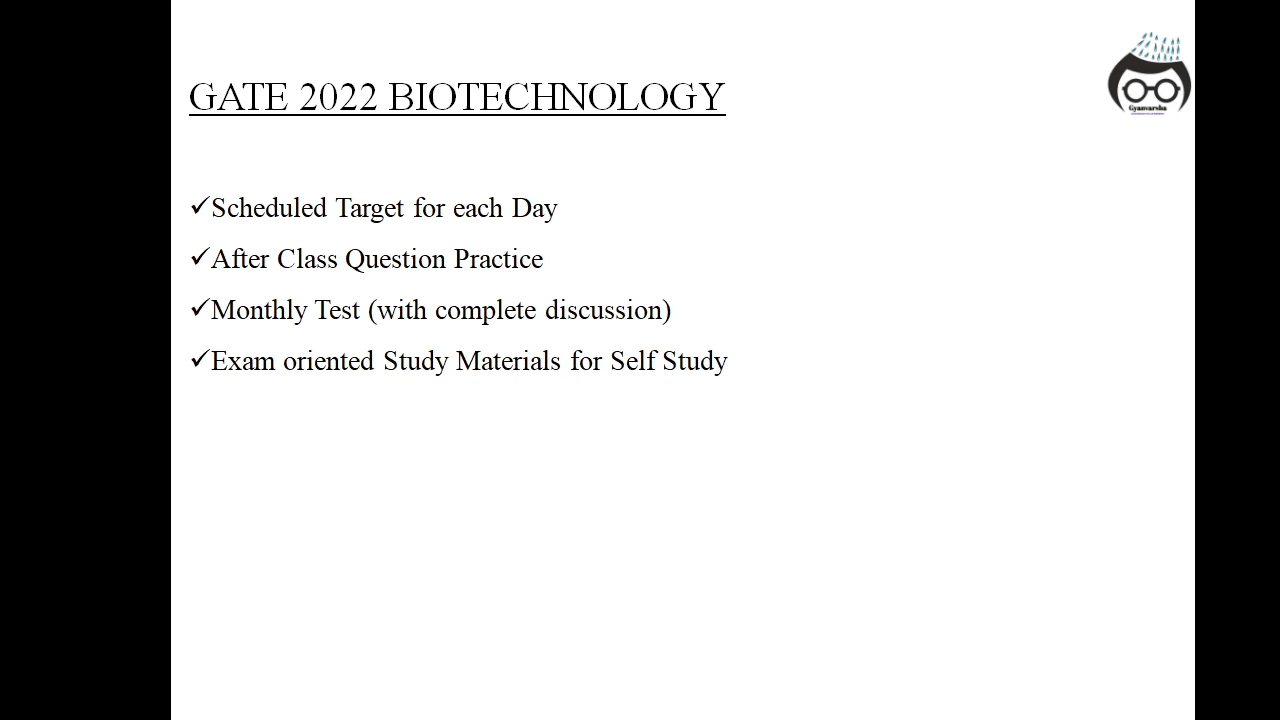 GATE 2022 BIOTECHNOLOGY
Gyanvarsha
✓Scheduled Target for each Day
✓After Class Question Practice
✓Monthly Test (with complete discussion)
✓Exam oriented Study Materials for Self Study